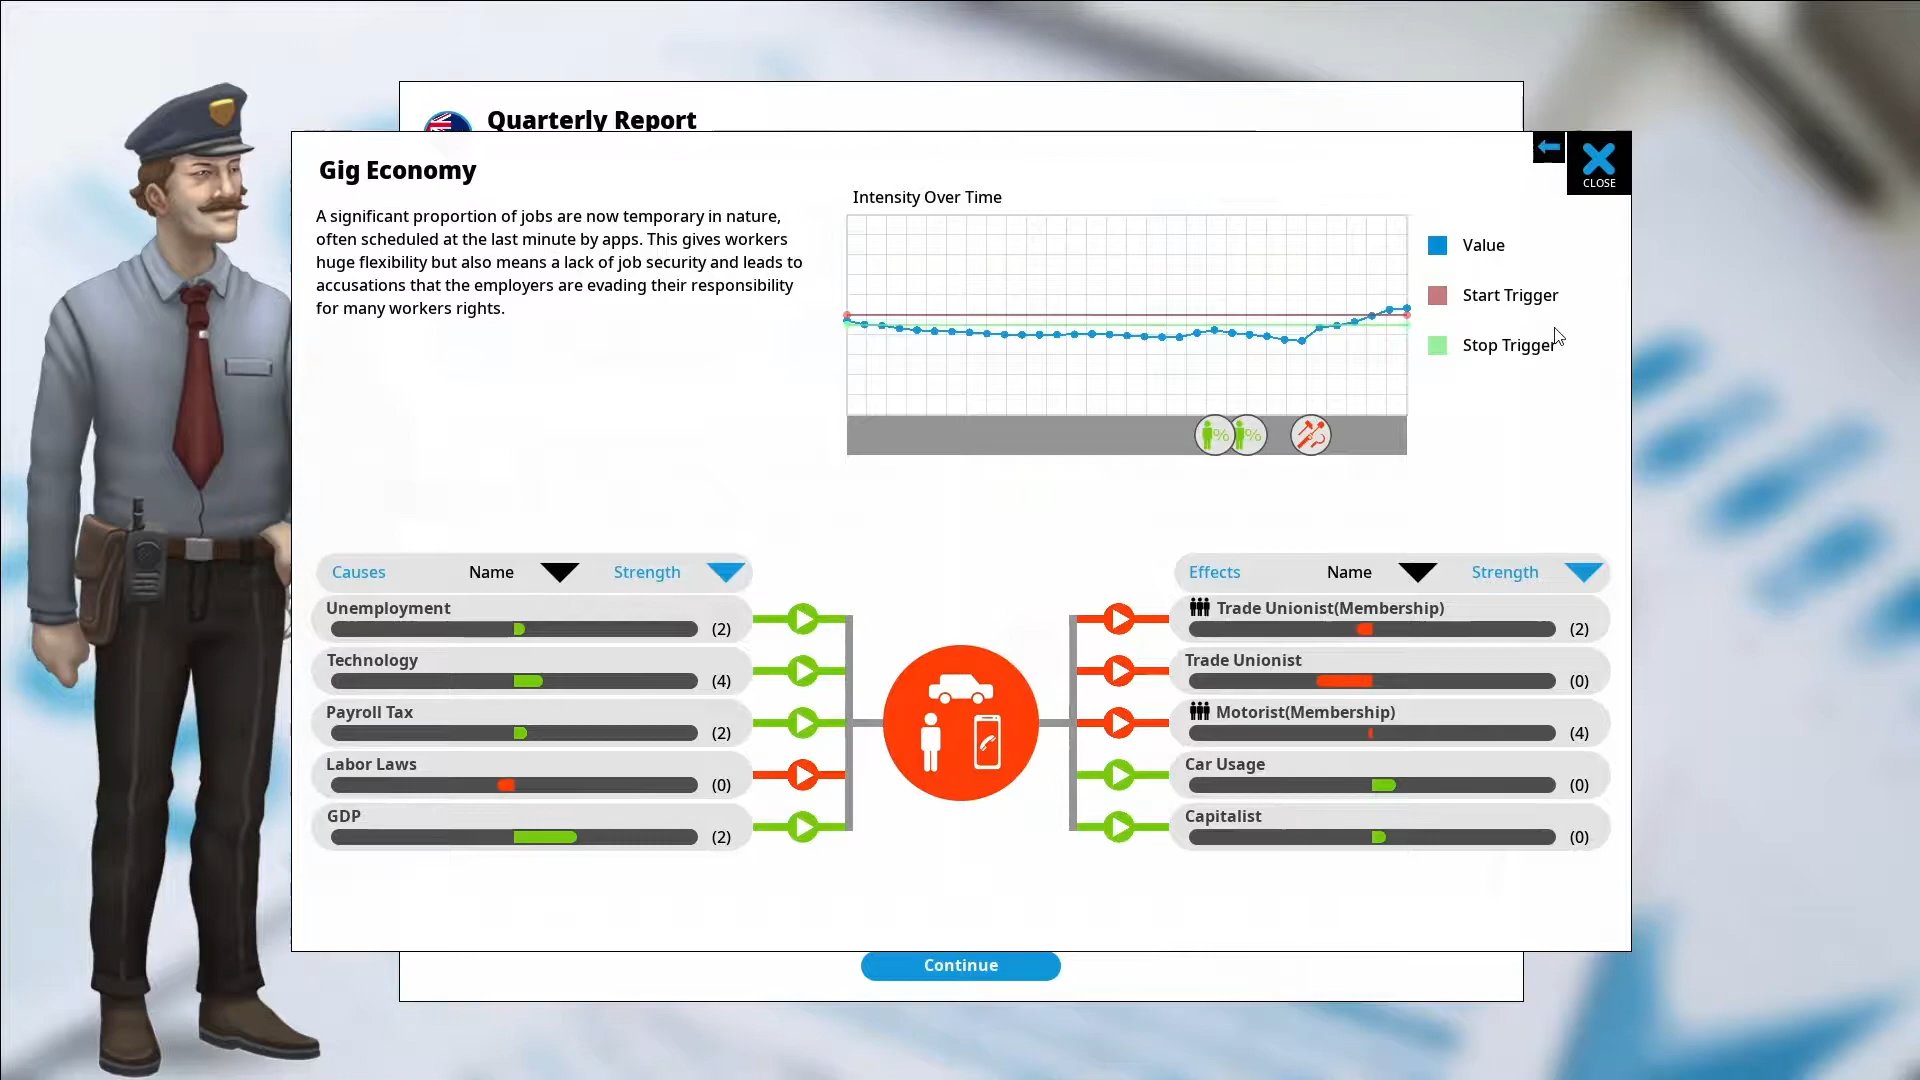 Quarterly Report
Gig Economy
CLOSE
A significant proportion of jobs are now temporary in nature,
often scheduled at the last minute by apps. This gives workers
huge flexibility but also means a lack of job security and leads to
accusations that the employers are evading their responsibility
for many workers rights.
Intensity Over Time
Value
Start Trigger
Stop Trigger
%
%
Causes Name Strength
Unemployment
(2)
Technology
(4)
Payroll Tax
(2)
Labor Laws
(0)
GDP
(2)
Effects Name Strength
Trade Unionist(Membership)
(2)
Trade Unionist
(0)
Motorist(Membership)
(4)
Car Usage
(0)
Capitalist
(0)
Continue